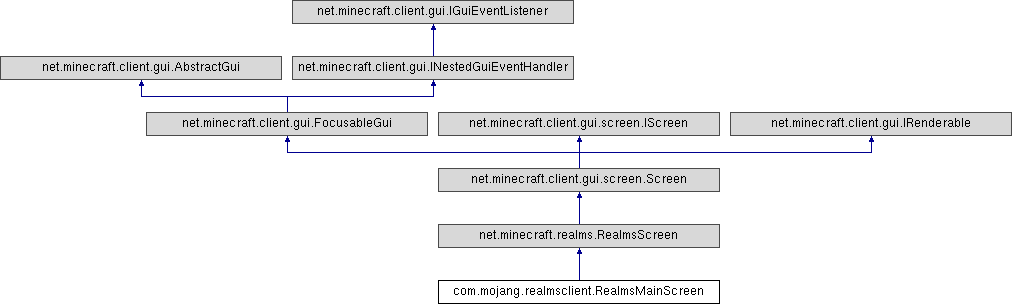 net.minecraft.client.gui.IGuiEventListener
net.minecraft.client.gui.AbstractGui
net.minecraft.client.gui.INestedGuiEventHandler
net.minecraft.client.gui.FocusableGui
net.minecraft.client.gui.screen.IScreen
net.minecraft.client.gui.IRenderable
net.minecraft.client.gui.screen.Screen
net.minecraft.realms.RealmsScreen
com.mojang.realmsclient.RealmsMainScreen